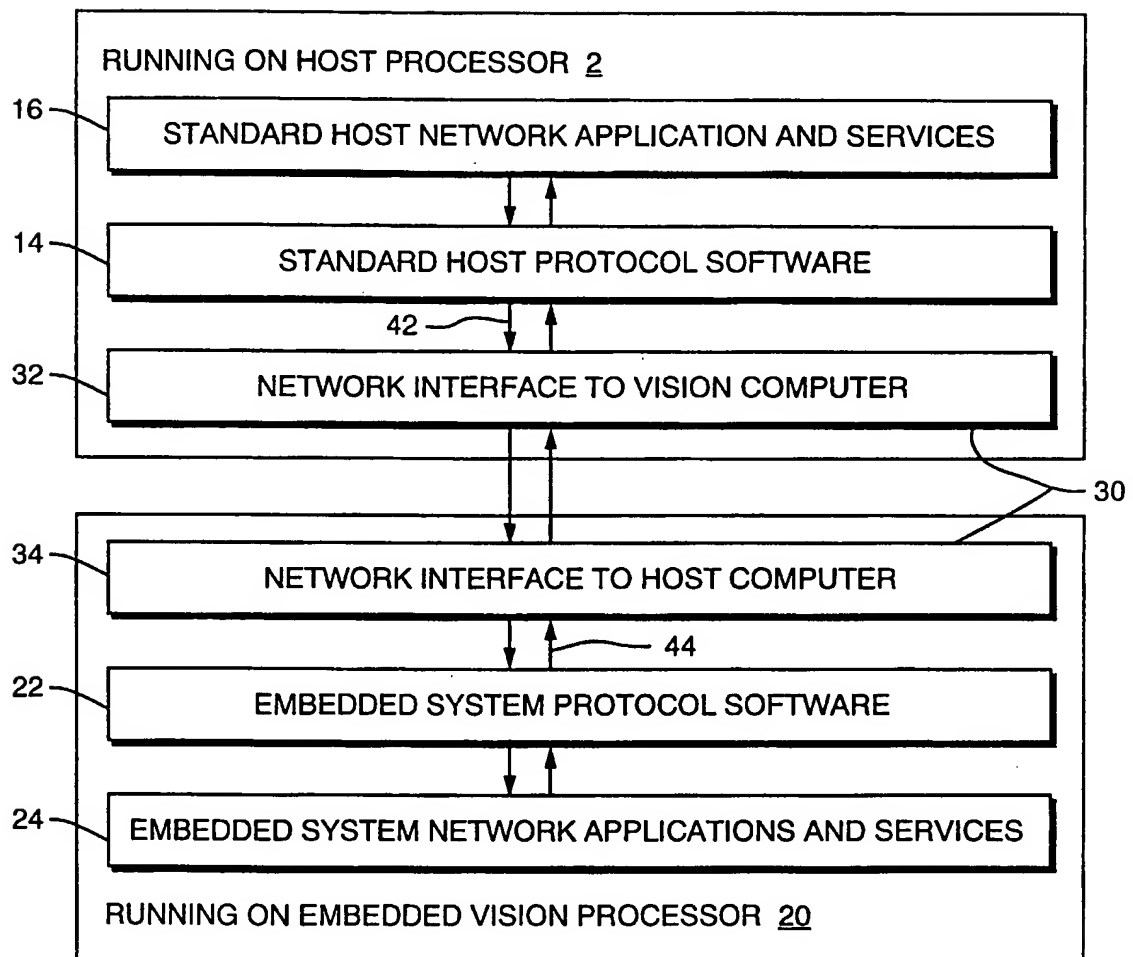 RUNNING ON HOST PROCESSOR 2
16
STANDARD HOST NETWORK APPLICATION AND SERVICES
14
STANDARD HOST PROTOCOL SOFTWARE
42
32
NETWORK INTERFACE TO VISION COMPUTER
30
34
NETWORK INTERFACE TO HOST COMPUTER
44
22
EMBEDDED SYSTEM PROTOCOL SOFTWARE
24
EMBEDDED SYSTEM NETWORK APPLICATIONS AND SERVICES
RUNNING ON EMBEDDED VISION PROCESSOR 20